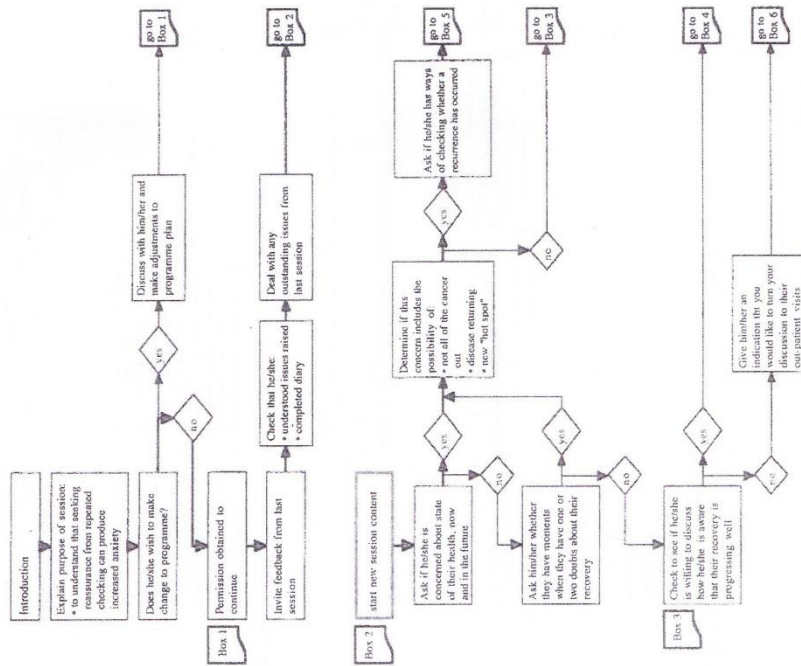 Introduction
Explain purpose of session:
* to understand that seeking
reassurance from repeated
checking can produce
increased anxiety
Does he/she wish to make
change to programme?
yes
Discuss with him/her and
make adjustments to
programme plan
go to
Box 1
no
Box 1
Permission obtained to
continue
Invite feedback from last
session
Check that he/she:
* understood issues raised
* completed diary
Deal with any
outstanding issues from
last session
go to
Box 2
Box 2
start new session content
Ask if he/she is
concerned about state
of their health, now
and in the future
yes
Determine if this
concern includes the
possibility of:
* not all of the cancer
out
* disease returning
* new "hot spot"
yes
Ask if he/she has ways
of checking whether a
recurrence has occurred
go to
Box 5
no
go to
Box 3
no
Ask him/her whether
they have moments
when they have one or
two doubts about their
recovery
yes
no
Box 3
Check to see if he/she
is willing to discuss
how he/she is aware
that their recovery is
progressing well
yes
go to
Box 4
no
Give him/her an
indication tht you
would like to turn your
discussion to their
out-patient visits
go to
Box 6